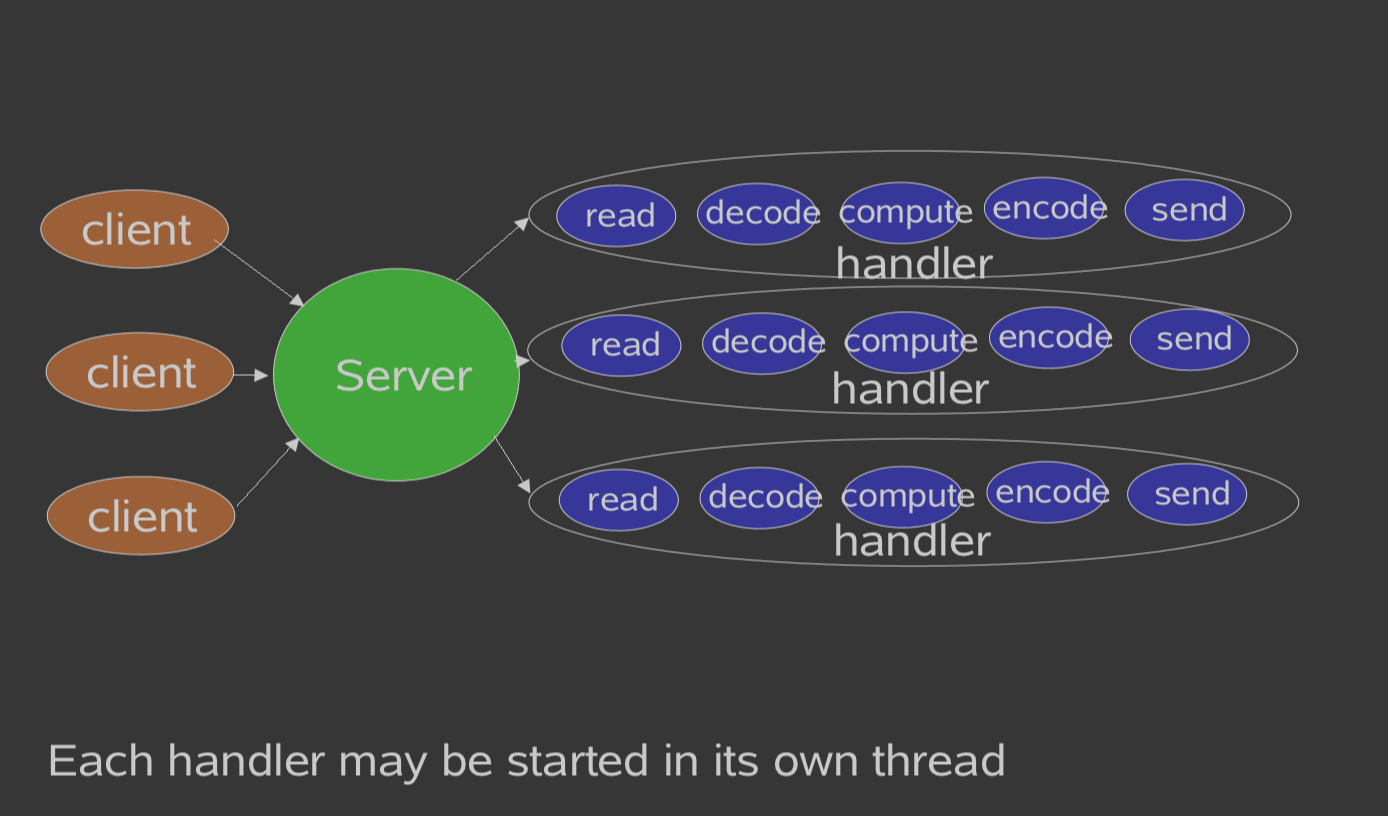 client
client
client
Server
read decode compute encode send
handler
read decode compute encode send
handler
read decode compute encode send
handler
Each handler may be started in its own thread